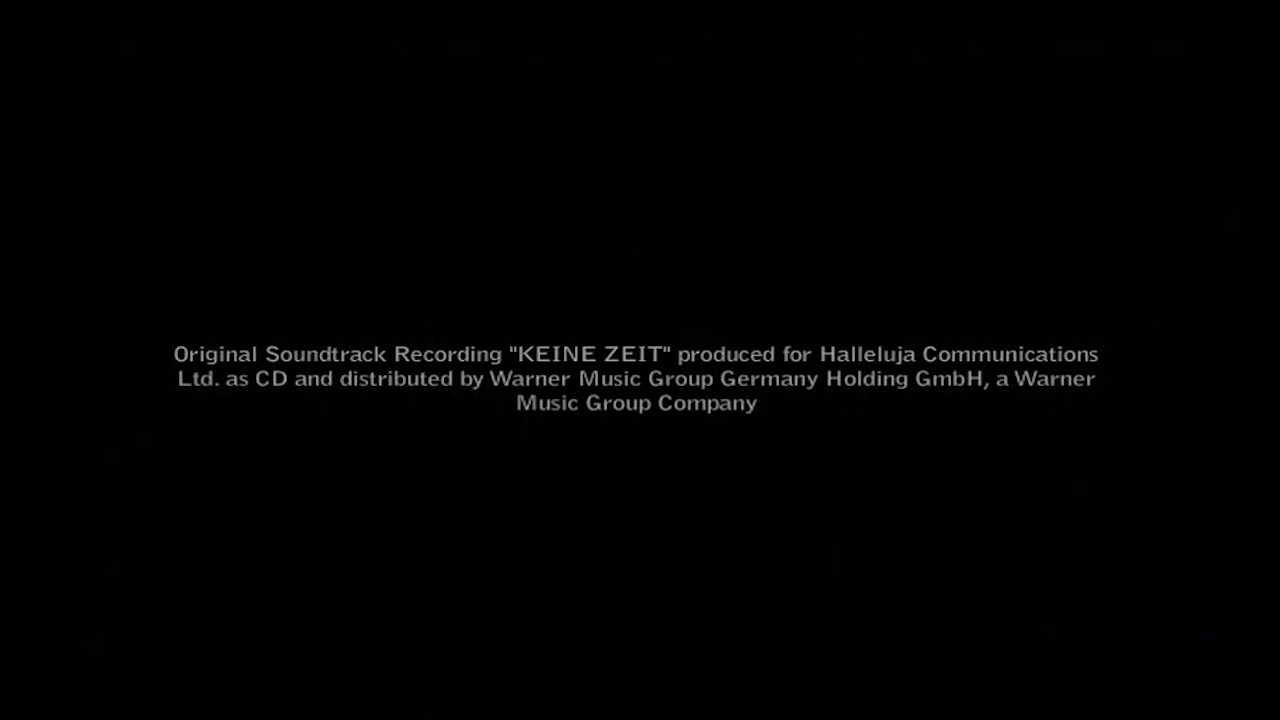 Original Soundtrack Recording "KEINE ZEIT" produced for Halleluja Communications
Ltd. as CD and distributed by Warner Music Group Germany Holding GmbH, a Warner
Music Group Company